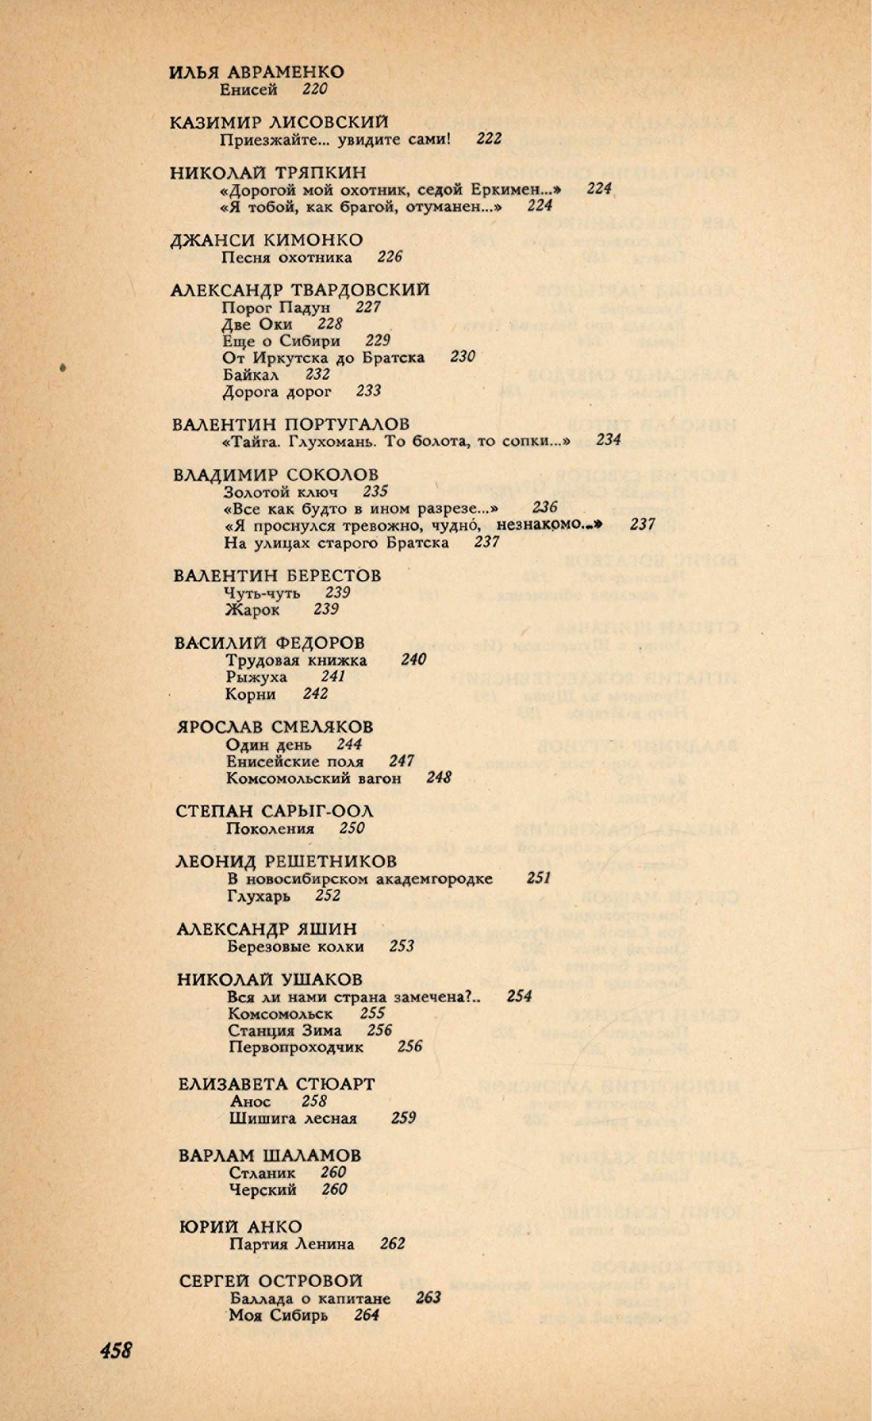 ИЛЬЯ АВРАМЕНКО
Енисей 220
КАЗИМИР ЛИСОВСКИЙ
Приезжайте... увидите сами! 222
НИКОЛАЙ ТРЯПКИН
«Дорогой мой охотник, седой Еркимен...» 224
«Я тобой, как брагой, отуманен...» 224
ДЖАНСИ КИМОНКО
Песня охотника 226
АЛЕКСАНДР ТВАРДОВСКИЙ
Порог Падун 227
Две Оки 228
Еще о Сибири 229
От Иркутска до Братска 230
Байкал 232
Дорога дорог 233
ВАЛЕНТИН ПОРТУГАЛОВ
«Тайга. Глухомань. То болота, то сопки...» 234
ВЛАДИМИР СОКОЛОВ
Золотой ключ 235
«Все как будто в ином разрезе...» 236
«Я проснулся тревожно, чудно́, незнакомо...» 237
На улицах старого Братска 237
ВАЛЕНТИН БЕРЕСТОВ
Чуть-чуть 239
Жарок 239
ВАСИЛИЙ ФЕДОРОВ
Трудовая книжка 240
Рыжуха 241
Корни 242
ЯРОСЛАВ СМЕЛЯКОВ
Один день 244
Енисейские поля 247
Комсомольский вагон 248
СТЕПАН САРЫГ-ООЛ
Поколения 250
ЛЕОНИД РЕШЕТНИКОВ
В новосибирском академгородке 251
Глухарь 252
АЛЕКСАНДР ЯШИН
Березовые колки 253
НИКОЛАЙ УШАКОВ
Вся ли нами страна замечена?.. 254
Комсомольск 255
Станция Зима 256
Первопроходчик 256
ЕЛИЗАВЕТА СТЮАРТ
Анос 258
Шишига лесная 259
ВАРЛАМ ШАЛАМОВ
Стланик 260
Черский 260
ЮРИЙ АНКО
Партия Ленина 262
СЕРГЕЙ ОСТРОВОЙ
Баллада о капитане 263
Моя Сибирь 264
458